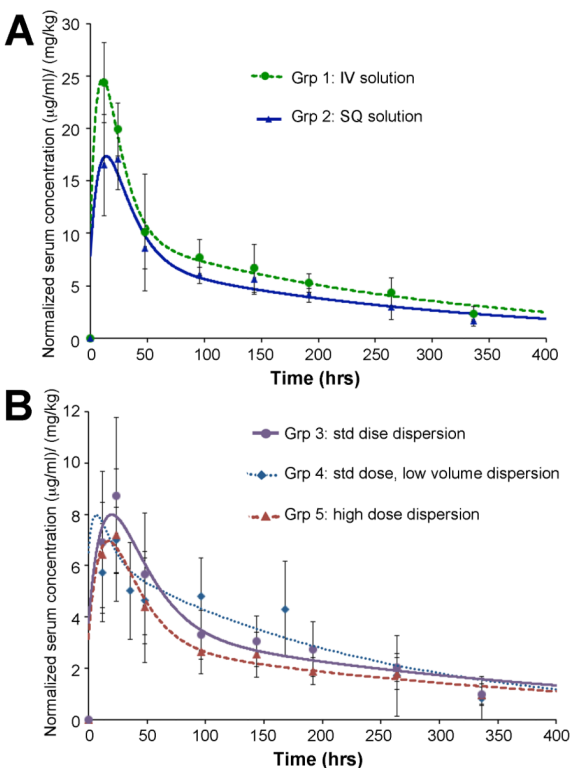 A
Normalized serum concentration (µg/ml)/ (mg/kg)
30
25
20
15
10
5
0
Grp 1: IV solution
Grp 2: SQ solution
0 50 100 150 200 250 300 350 400
Time (hrs)
B
Normalized serum concentration (µg/ml)/ (mg/kg)
12
10
8
6
4
2
0
Grp 3: std dise dispersion
Grp 4: std dose, low volume dispersion
Grp 5: high dose dispersion
0 50 100 150 200 250 300 350 400
Time (hrs)